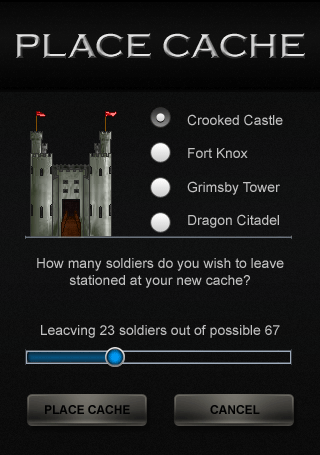 PLACE CACHE
Crooked Castle
Fort Knox
Grimsby Tower
Dragon Citadel
How many soldiers do you wish to leave
stationed at your new cache?
Leacving 23 soldiers out of possible 67
PLACE CACHE
CANCEL